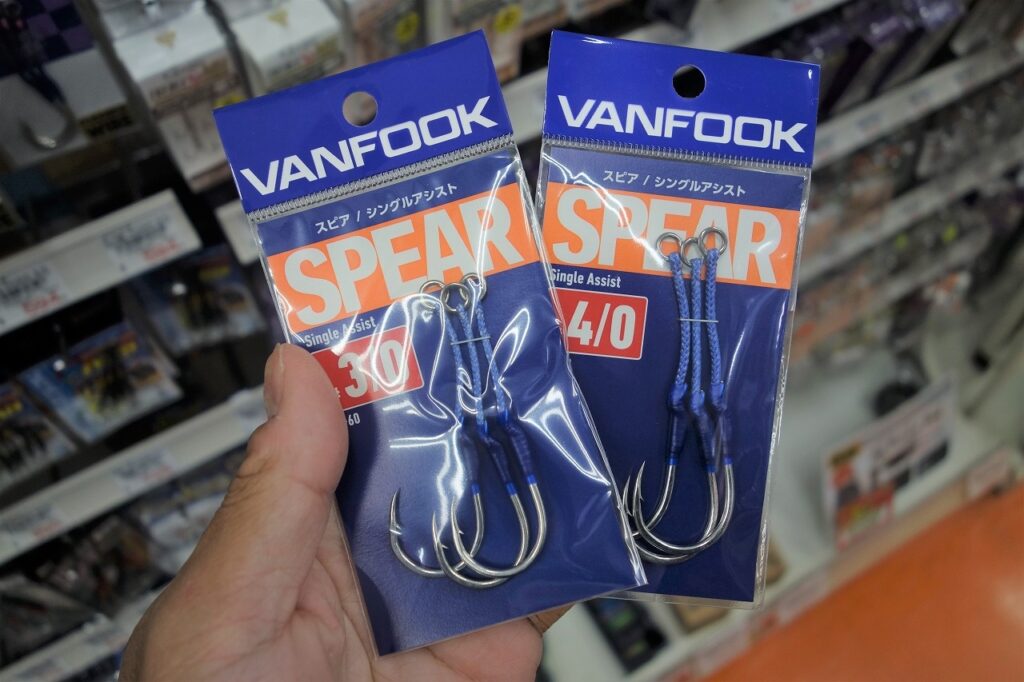 VANFOOK
スピア / シングルアシスト
SPEAR
Single Assist
3/0
60
VANFOOK
スピア / シングルアシスト
SPEAR
Single Assist
4/0